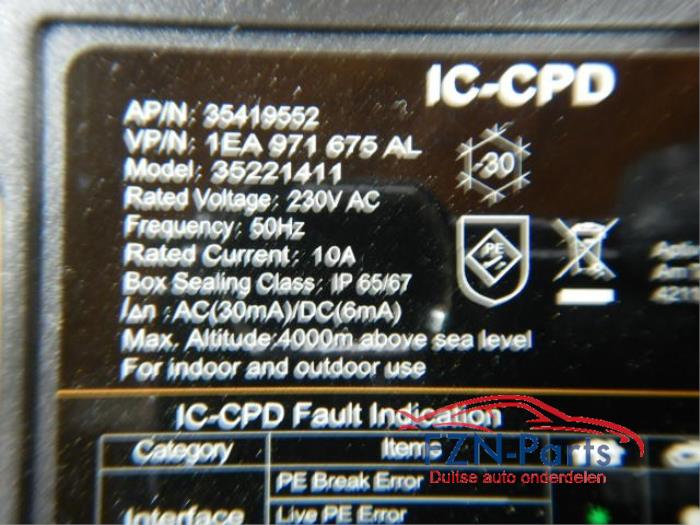 IC-CPD
AP/N: 35419552
VP/N: 1EA 971 675 AL
Model: 35221411
-30
Rated Voltage: 230V AC
Frequency: 50Hz
Rated Current: 10A
PE
Box Sealing Class: IP 65/67
IΔn: AC(30mA)/DC(6mA)
Max. Altitude:4000m above sea level
For indoor and outdoor use
IC-CPD Fault Indication
Category Items
FZN-Parts
Duitse auto onderdelen
PE Break Error
Interface Live PE Error